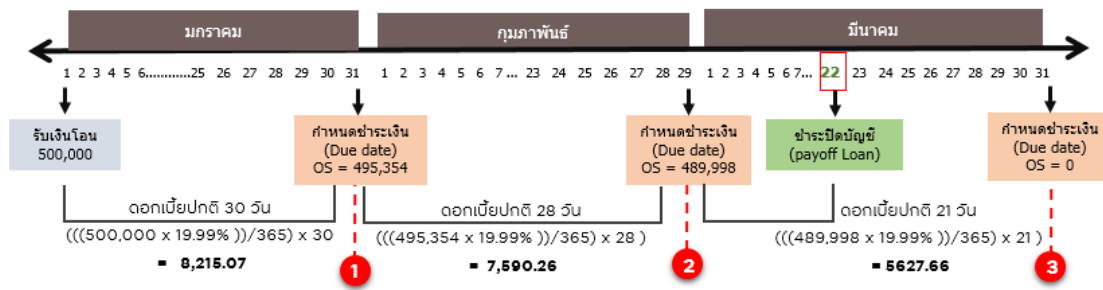 มกราคม
กุมภาพันธ์
มีนาคม
1 2 3 4 5 6............25 26 27 28 29 30 31
1 2 3 4 5 6 7... 23 24 25 26 27 28 29
1 2 3 4 5 6 7... 22 23 24 25 26 27 28 29 30 31
รับเงินโอน
500,000
กำหนดชำระเงิน
(Due date)
OS = 495,354
กำหนดชำระเงิน
(Due date)
OS = 489,998
ชำระปิดบัญชี
(payoff Loan)
กำหนดชำระเงิน
(Due date)
OS = 0
ดอกเบี้ยปกติ 30 วัน
(((500,000 x 19.99% ))/365) x 30
= 8,215.07
1
ดอกเบี้ยปกติ 28 วัน
(((495,354 x 19.99% ))/365) x 28 )
= 7,590.26
2
ดอกเบี้ยปกติ 21 วัน
(((489,998 x 19.99% ))/365) x 21 )
= 5627.66
3